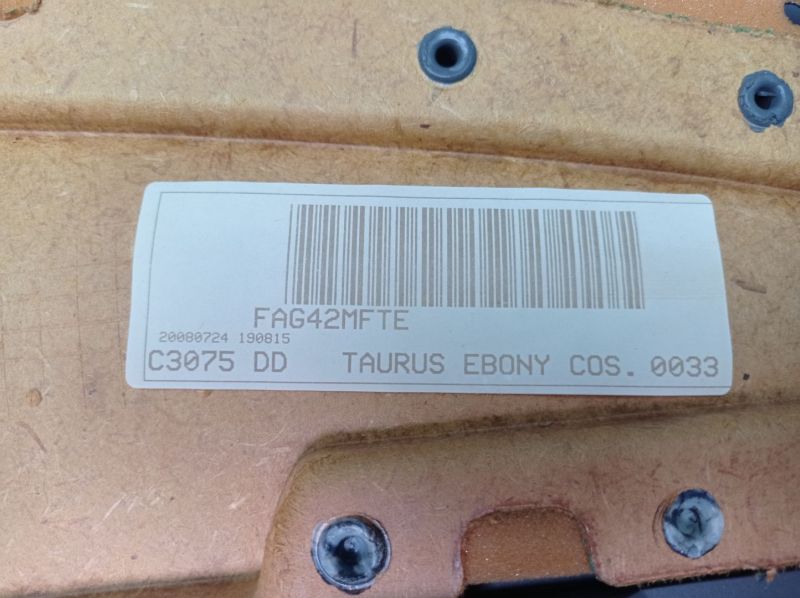 FAG42MFTE
20080724 190815
C3075 DD TAURUS EBONY COS. 0033